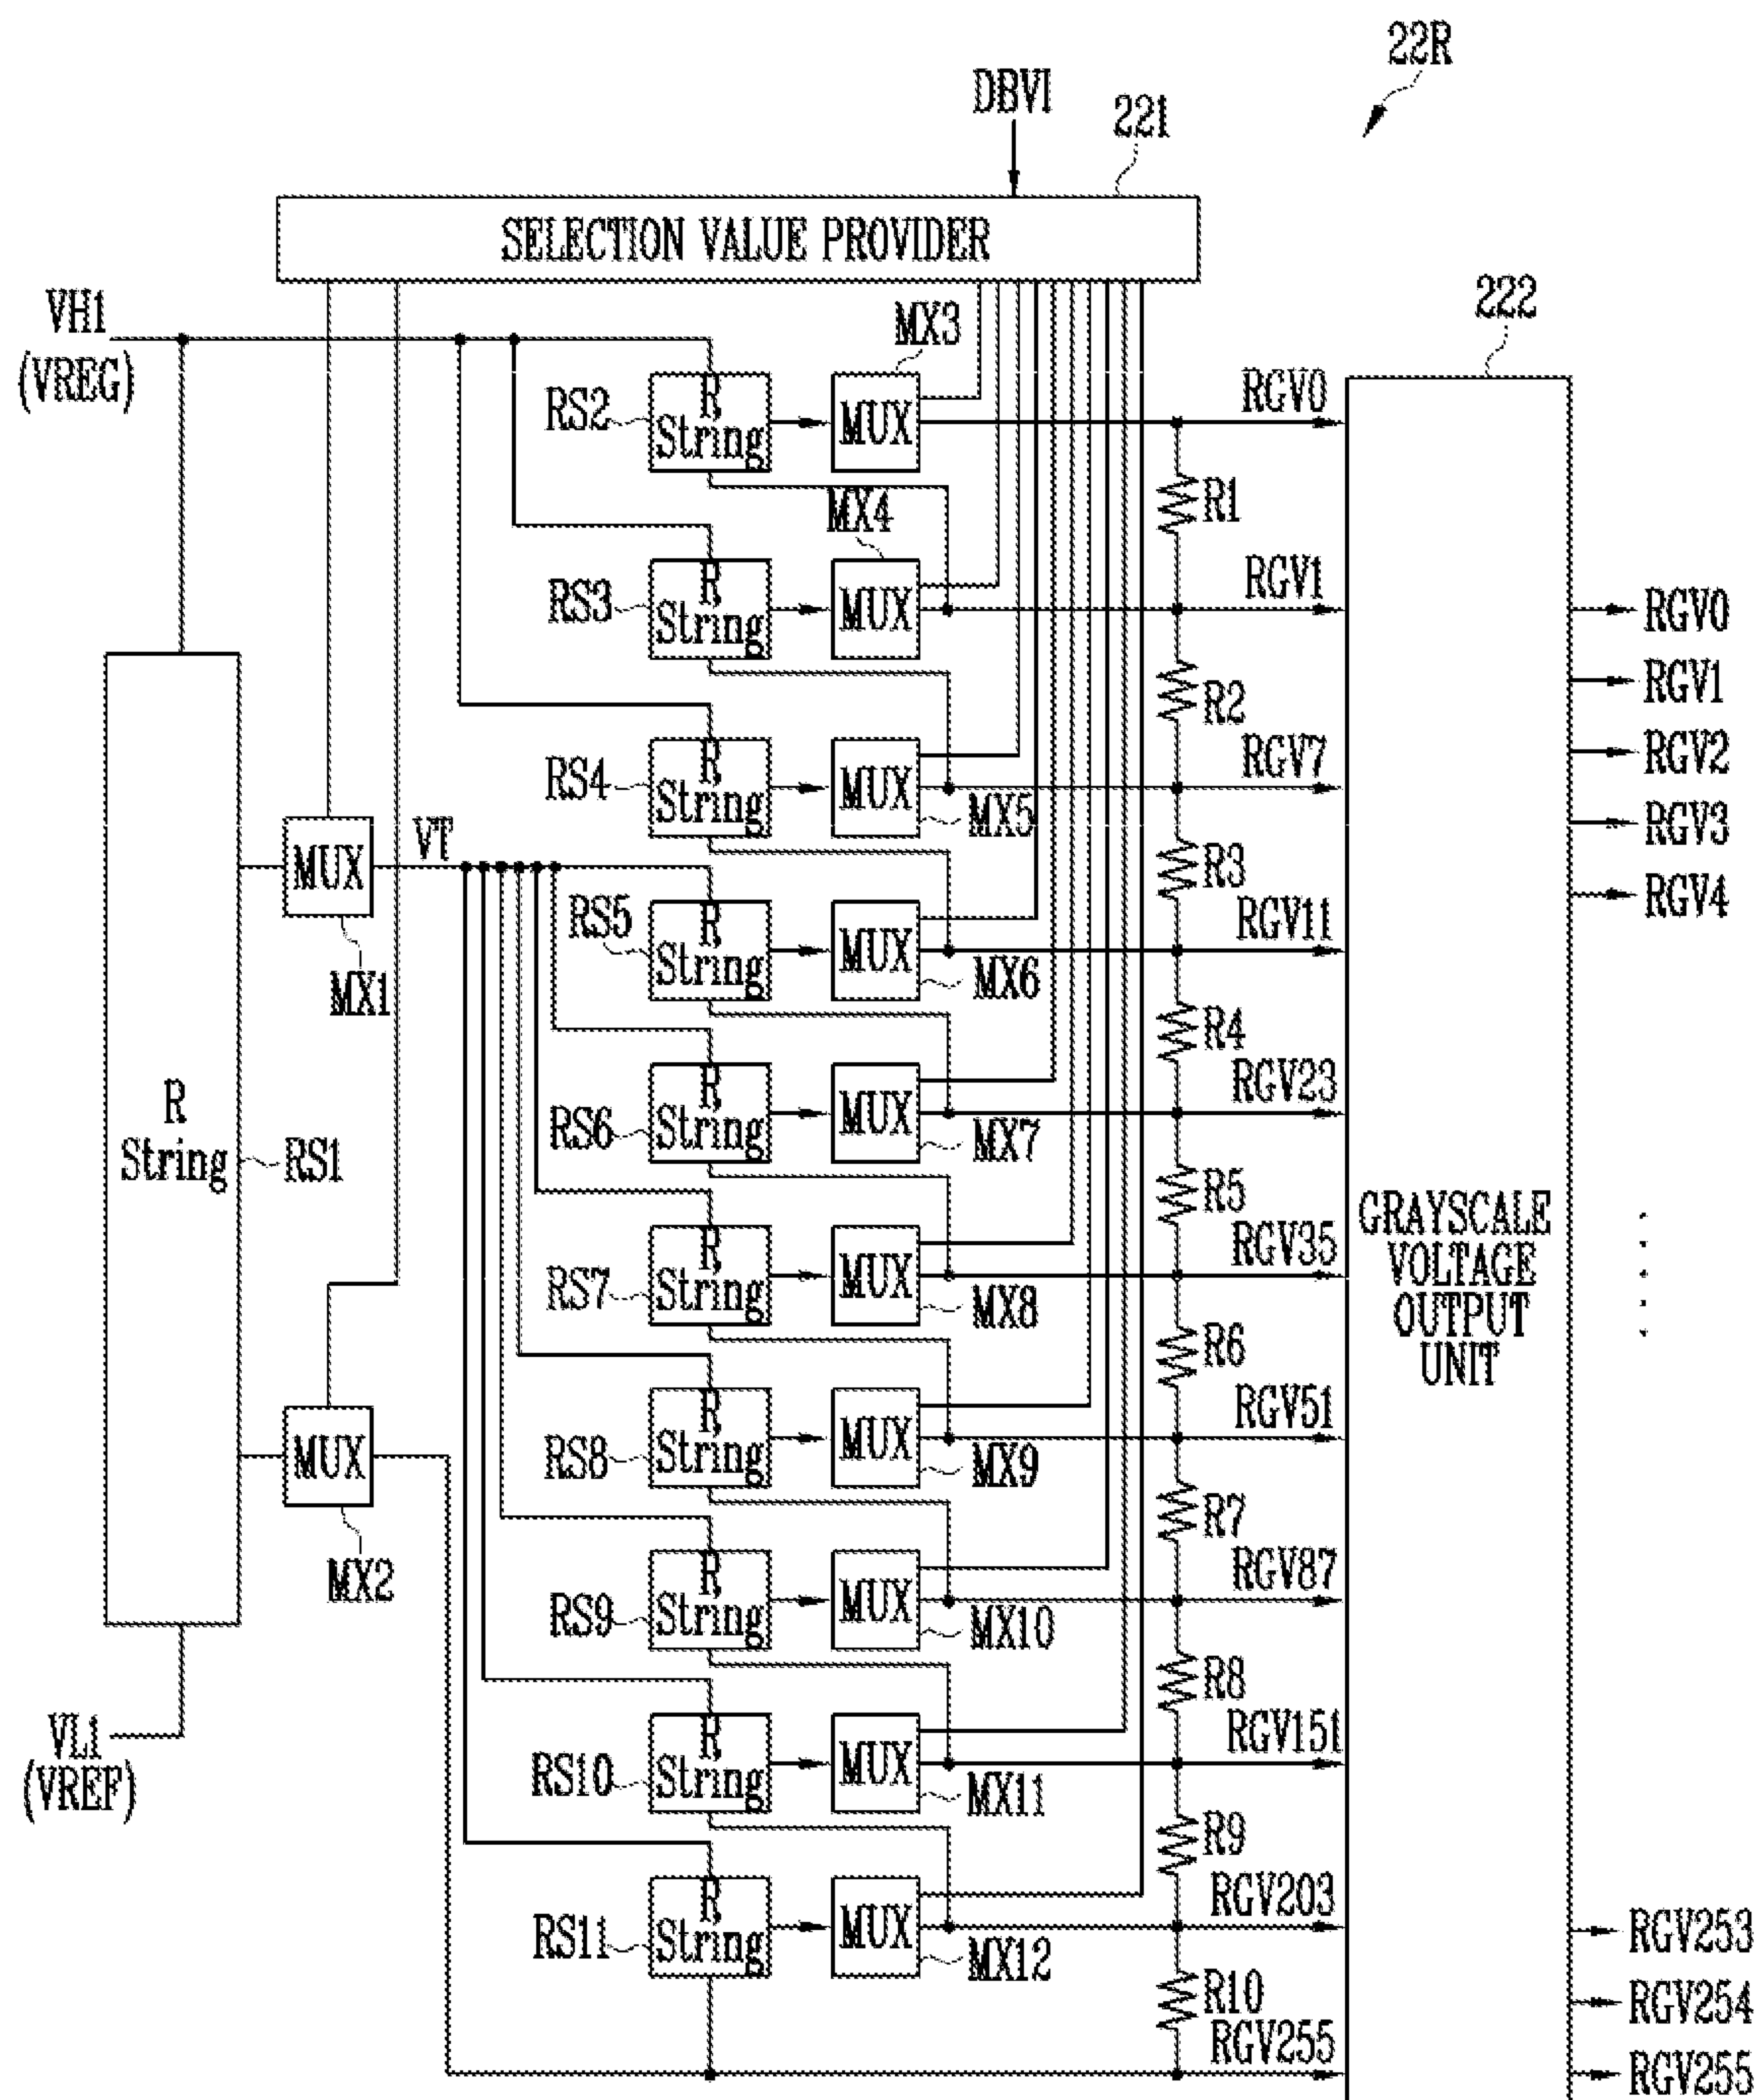 22R
DBVI
221
SELECTION VALUE PROVIDER
VH1
(VREG)
MX3
222
RS2
R
String
MUX
RGV0
R1
MX4
RS3
R
String
MUX
RGV1
RGV0
RGV1
R2
RS4
R
String
MUX
MX5
RGV7
RGV2
RGV3
MUX
VT
MX1
R3
RGV4
RS5
R
String
MUX
MX6
RGV11
R4
R
String
RS1
RS6
R
String
MUX
MX7
RGV23
R5
RS7
R
String
MUX
MX8
RGV35
GRAYSCALE
VOLTAGE
OUTPUT
UNIT
R6
MUX
MX2
RS8
R
String
MUX
MX9
RGV51
R7
RS9
R
String
MUX
MX10
RGV87
R8
VL1
(VREF)
RS10
R
String
MUX
MX11
RGV151
R9
RS11
R
String
MUX
MX12
RGV203
RGV253
R10
RGV254
RGV255
RGV255